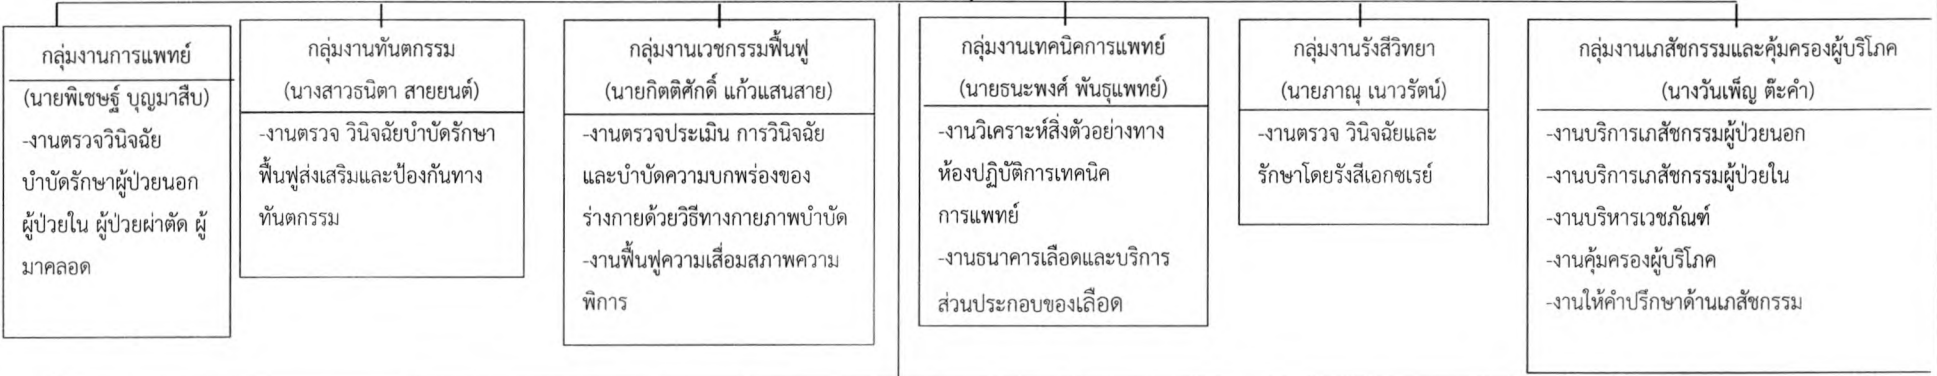 กลุ่มงานการแพทย์
(นายพิเชษฐ์ บุญมาสืบ)
-งานตรวจวินิจฉัย
บำบัดรักษาผู้ป่วยนอก
ผู้ป่วยใน ผู้ป่วยผ่าตัด ผู้
มาคลอด
กลุ่มงานทันตกรรม
(นางสาวธนิตา สายยนต์)
-งานตรวจ วินิจฉัยบำบัดรักษา
ฟื้นฟูส่งเสริมและป้องกันทาง
ทันตกรรม
กลุ่มงานเวชกรรมฟื้นฟู
(นายกิตติศักดิ์ แก้วแสนสาย)
-งานตรวจประเมิน การวินิจฉัย
และบำบัดความบกพร่องของ
ร่างกายด้วยวิธีทางกายภาพบำบัด
-งานฟื้นฟูความเสื่อมสภาพความ
พิการ
กลุ่มงานเทคนิคการแพทย์
(นายธนะพงศ์ พันธุแพทย์)
-งานวิเคราะห์สิ่งตัวอย่างทาง
ห้องปฏิบัติการเทคนิค
การแพทย์
-งานธนาคารเลือดและบริการ
ส่วนประกอบของเลือด
กลุ่มงานรังสีวิทยา
(นายภาณุ เนาวรัตน์)
-งานตรวจ วินิจฉัยและ
รักษาโดยรังสีเอกซเรย์
กลุ่มงานเภสัชกรรมและคุ้มครองผู้บริโภค
(นางวันเพ็ญ ต๊ะคำ)
-งานบริการเภสัชกรรมผู้ป่วยนอก
-งานบริการเภสัชกรรมผู้ป่วยใน
-งานบริหารเวชภัณฑ์
-งานคุ้มครองผู้บริโภค
-งานให้คำปรึกษาด้านเภสัชกรรม